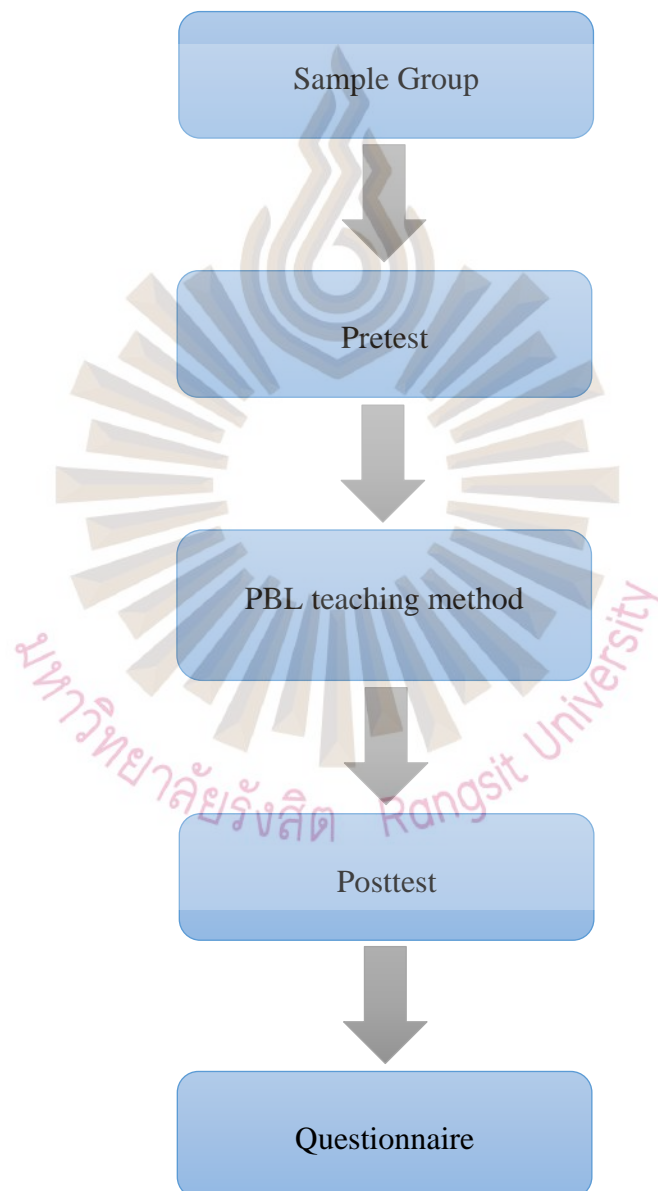 Sample Group
Pretest
PBL teaching method
มหาวิทยาลัยรังสิต Rangsit University
Posttest
Questionnaire